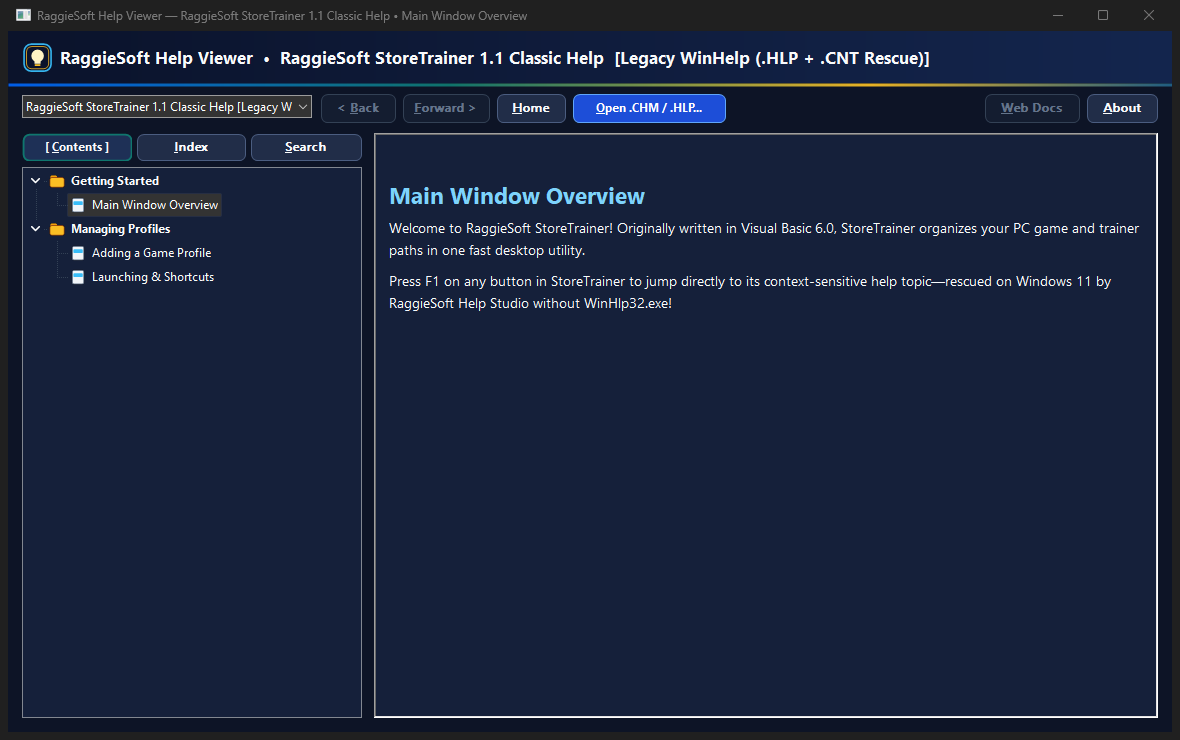 RaggieSoft Help Viewer — RaggieSoft StoreTrainer 1.1 Classic Help • Main Window Overview
RaggieSoft Help Viewer • RaggieSoft StoreTrainer 1.1 Classic Help [Legacy WinHelp (.HLP + .CNT Rescue)]
RaggieSoft StoreTrainer 1.1 Classic Help [Legacy W
< Back
Forward >
Home
Open .CHM / .HLP...
Web Docs
About
[ Contents ]
Index
Search
Getting Started
Main Window Overview
Managing Profiles
Adding a Game Profile
Launching & Shortcuts
Main Window Overview
Welcome to RaggieSoft StoreTrainer! Originally written in Visual Basic 6.0, StoreTrainer organizes your PC game and trainer
paths in one fast desktop utility.
Press F1 on any button in StoreTrainer to jump directly to its context-sensitive help topic—rescued on Windows 11 by
RaggieSoft Help Studio without WinHlp32.exe!